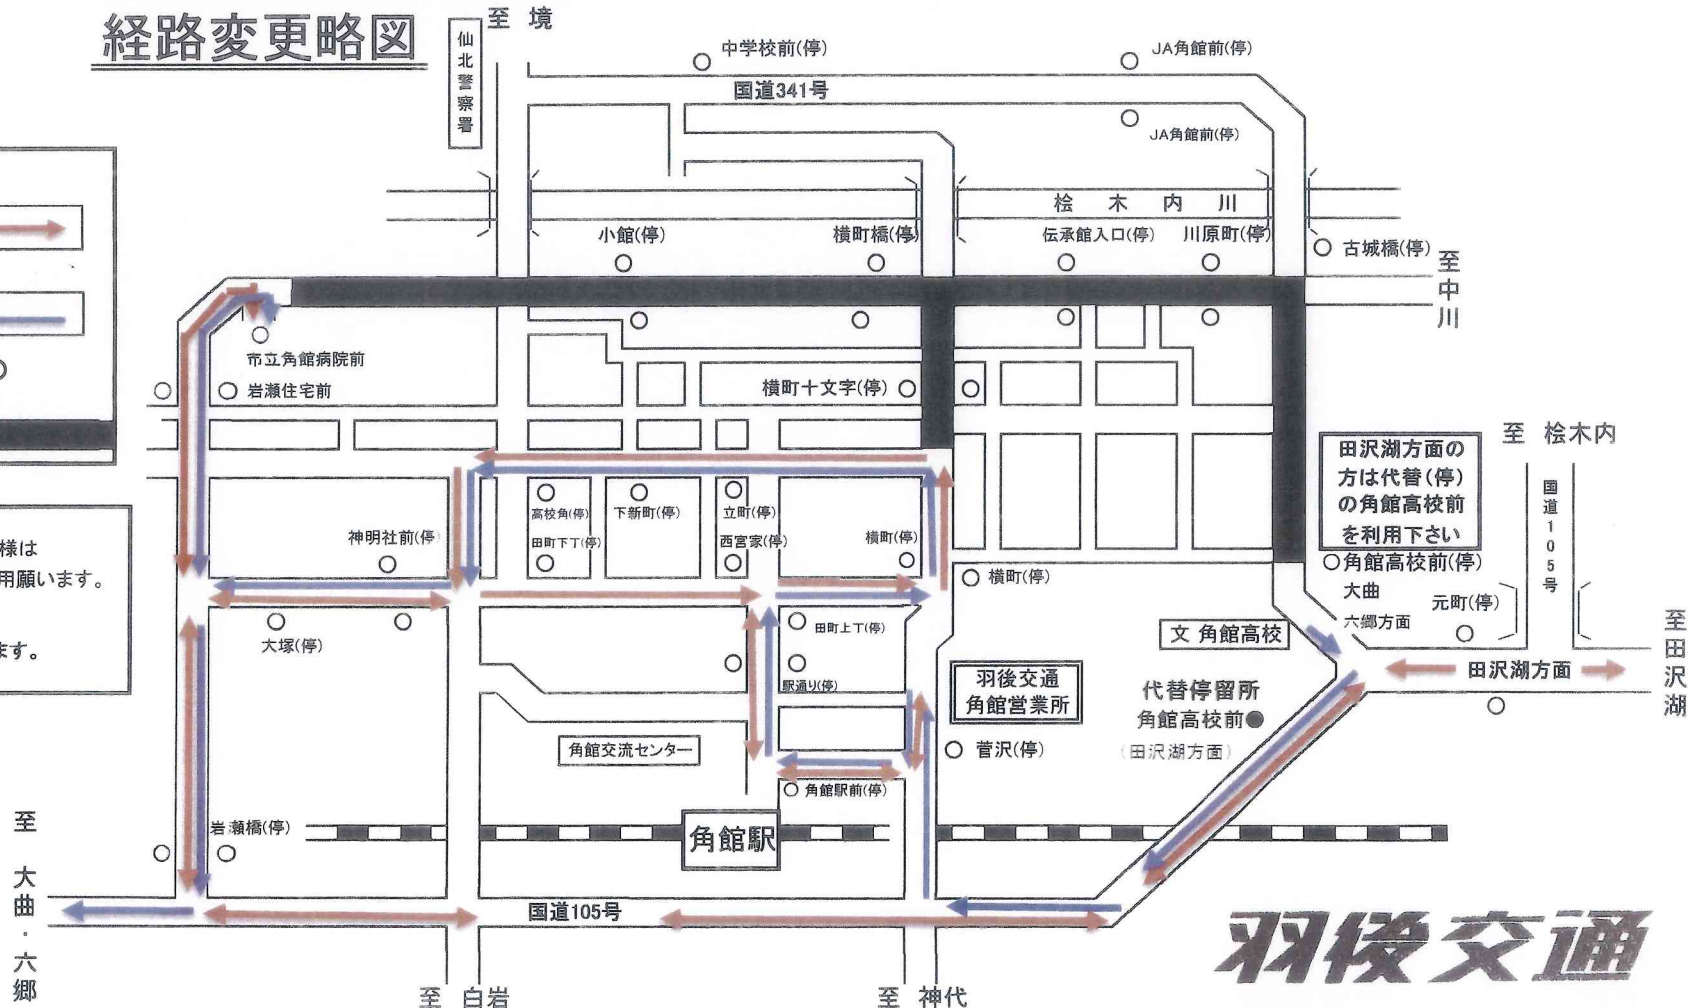 経路変更略図
仙北警察署
至 境
中学校前(停)
JA角館前(停)
国道341号
JA角館前(停)
桧木内川
小館(停)
横町橋(停)
伝承館入口(停)
川原町(停)
古城橋(停)
至中川
市立角館病院前
岩瀬住宅前
横町十文字(停)
至 桧木内
田沢湖方面の
方は代替(停)
の角館高校前
を利用下さい
国道105号
様は
用願います。
ます。
神明社前(停)
高校角(停)
下新町(停)
立町(停)
田町下丁(停)
西宮家(停)
横町(停)
横町(停)
角館高校前(停)
大曲
六郷方面
元町(停)
至田沢湖
大塚(停)
田町上丁(停)
文 角館高校
田沢湖方面
駅通り(停)
羽後交通
角館営業所
代替停留所
角館高校前●
(田沢湖方面)
角館交流センター
菅沢(停)
角館駅前(停)
岩瀬橋(停)
角館駅
至 大曲・六郷
国道105号
至 白岩
至 神代
羽後交通